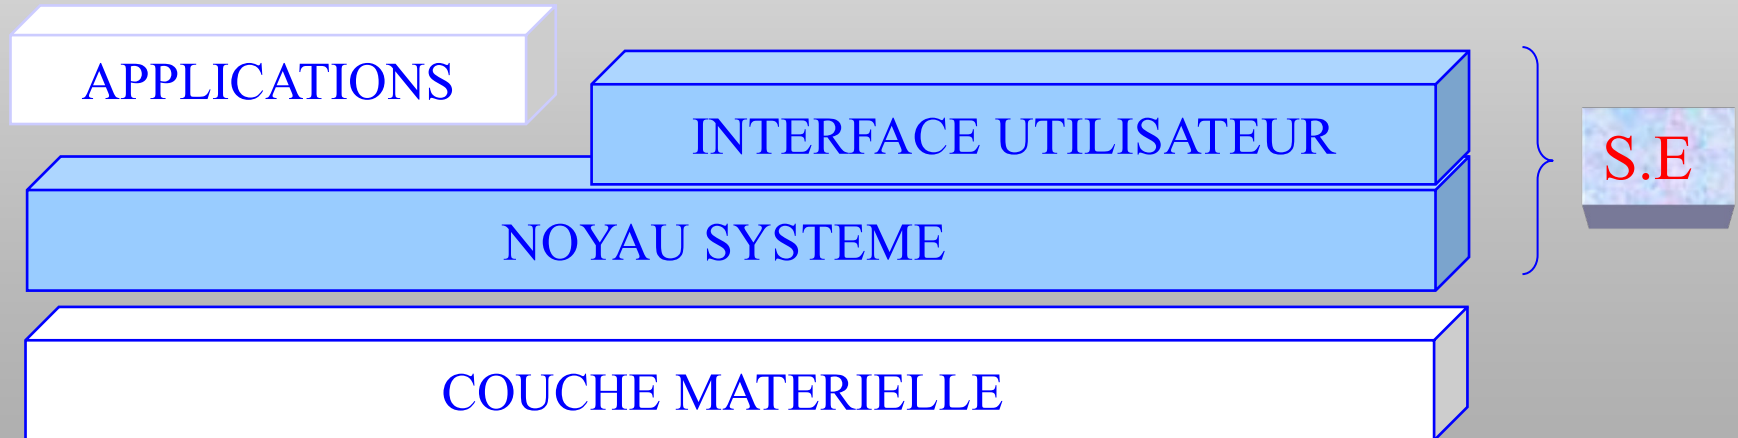 APPLICATIONS
INTERFACE UTILISATEUR
S.E
NOYAU SYSTEME
COUCHE MATERIELLE